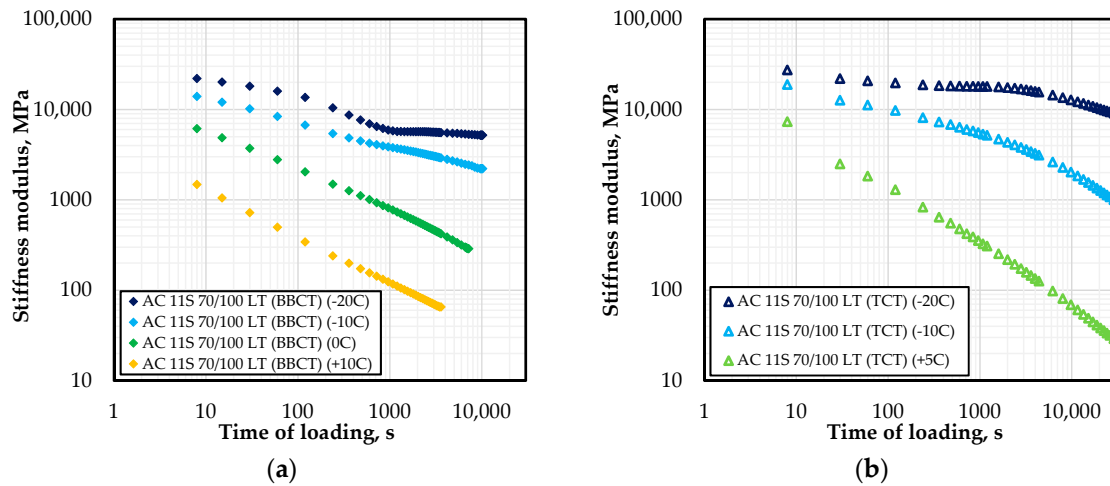 100,000
10,000
1000
100
10
Stiffness modulus, MPa
AC 11S 70/100 LT (BBCT) (-20C)
AC 11S 70/100 LT (BBCT) (-10C)
AC 11S 70/100 LT (BBCT) (0C)
AC 11S 70/100 LT (BBCT) (+10C)
1 10 100 1000 10,000
Time of loading, s
(a)
100,000
10,000
1000
100
10
Stiffness modulus, MPa
AC 11S 70/100 LT (TCT) (-20C)
AC 11S 70/100 LT (TCT) (-10C)
AC 11S 70/100 LT (TCT) (+5C)
1 10 100 1000 10,000
Time of loading, s
(b)